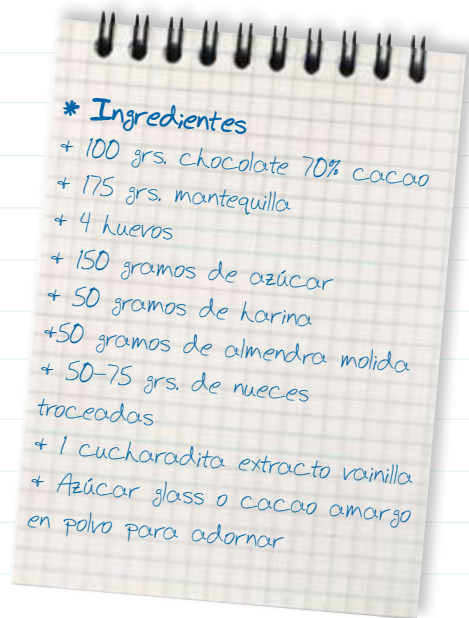 * Ingredientes
+ 100 grs. chocolate 70% cacao
+ 175 grs. mantequilla
+ 4 huevos
+ 150 gramos de azúcar
+ 50 gramos de harina
+50 gramos de almendra molida
+ 50-75 grs. de nueces
troceadas
+ 1 cucharadita extracto vainilla
+ Azúcar glass o cacao amargo
en polvo para adornar